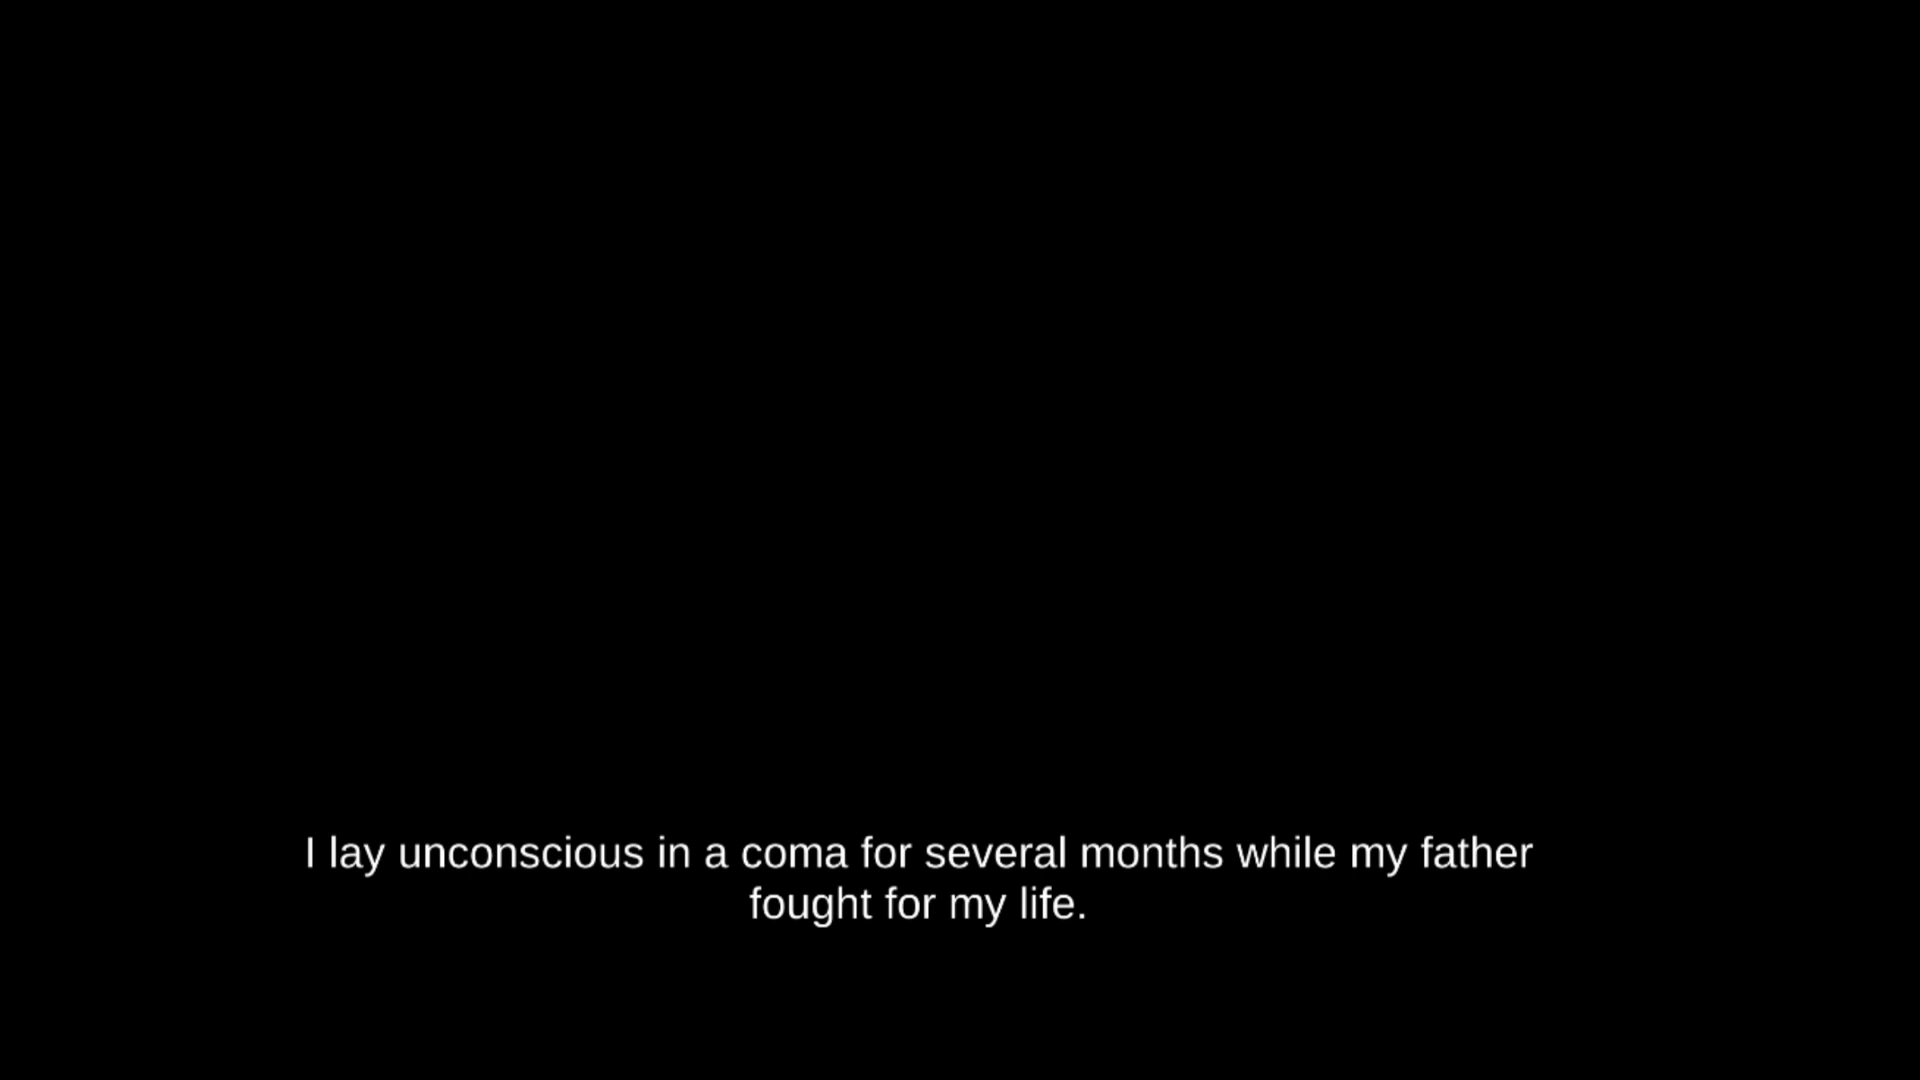 I lay unconscious in a coma for several months while my father
fought for my life.